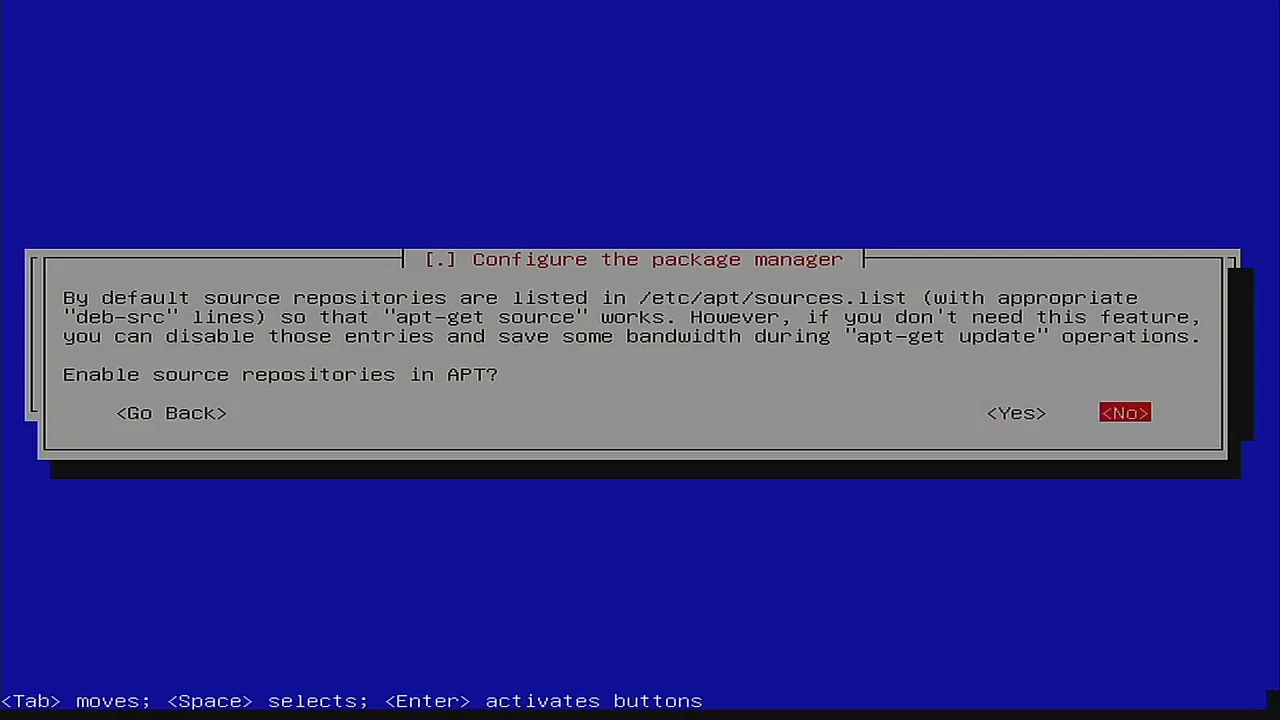 [.] Configure the package manager
By default source repositories are listed in /etc/apt/sources.list (with appropriate
"deb-src" lines) so that "apt-get source" works. However, if you don't need this feature,
you can disable those entries and save some bandwidth during "apt-get update" operations.
Enable source repositories in APT?
<Go Back> <Yes> <No>
<Tab> moves; <Space> selects; <Enter> activates buttons